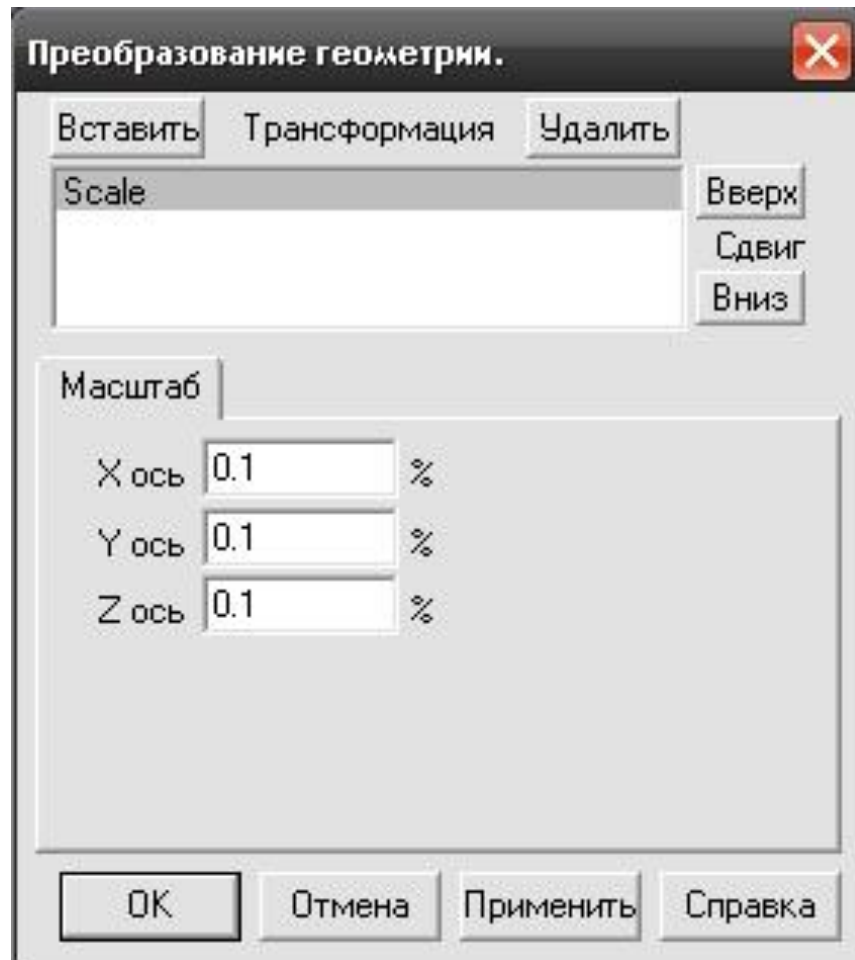 Преобразование геометрии.
Вставить Трансформация Удалить
Scale
Вверх
Сдвиг
Вниз
Масштаб
X ось 0.1 %
Y ось 0.1 %
Z ось 0.1 %
OK Отмена Применить Справка